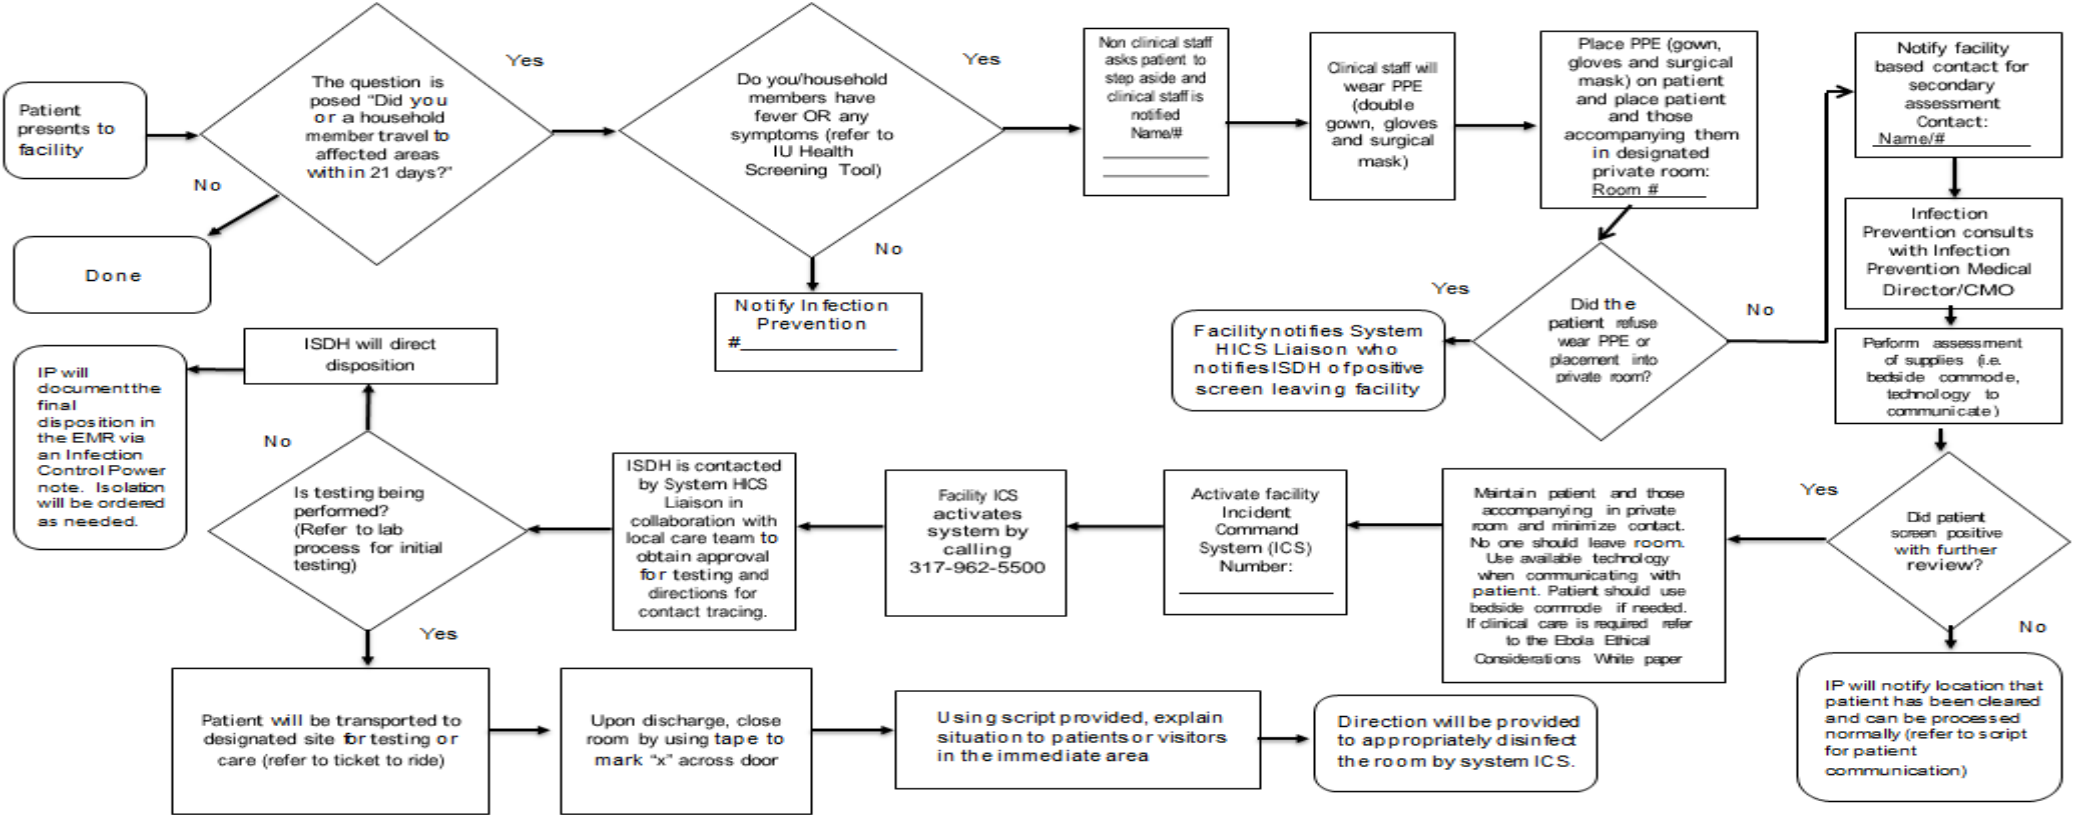 Patient
presents to
facility
The question is
posed “Did you
or a household
member travel to
affected areas
within 21 days?”
Yes
No
Done
Do you/household
members have
fever OR any
symptoms (refer to
IU Health
Screening Tool)
Yes
No
Notify Infection
Prevention
#_______________
Non clinical staff
asks patient to
step aside and
clinical staff is
notified
Name/#
Clinical staff will
wear PPE
(double
gown, gloves
and surgical
mask)
Place PPE (gown,
gloves and surgical
mask) on patient
and place patient
and those
accompanying them
in designated
private room:
Room #
Did the
patient refuse
wear PPE or
placement into
private room?
Yes
No
Facility notifies System
HICS Liaison who
notifies ISDH of positive
screen leaving facility
Notify facility
based contact for
secondary
assessment
Contact:
Name/#
Infection
Prevention consults
with Infection
Prevention Medical
Director/CMO
Perform assessment
of supplies (i.e.
bedside commode,
technology to
communicate)
Did patient
screen positive
with further
review?
Yes
No
IP will notify location that
patient has been cleared
and can be processed
normally (refer to script
for patient
communication)
Maintain patient and those
accompanying in private
room and minimize contact.
No one should leave room.
Use available technology
when communicating with
patient. Patient should use
bedside commode if needed.
If clinical care is required refer
to the Ebola Ethical
Considerations White paper
Activate facility
Incident
Command
System (ICS)
Number:
Facility ICS
activates
system by
calling
317-962-5500
ISDH is contacted
by System HICS
Liaison in
collaboration with
local care team to
obtain approval
for testing and
directions for
contact tracing.
Is testing being
performed?
(Refer to lab
process for initial
testing)
No
Yes
ISDH will direct
disposition
IP will
document the
final
disposition in
the EMR via
an Infection
Control Power
note. Isolation
will be ordered
as needed.
Patient will be transported to
designated site for testing or
care (refer to ticket to ride)
Upon discharge, close
room by using tape to
mark “x” across door
Using script provided, explain
situation to patients or visitors
in the immediate area
Direction will be provided
to appropriately disinfect
the room by system ICS.